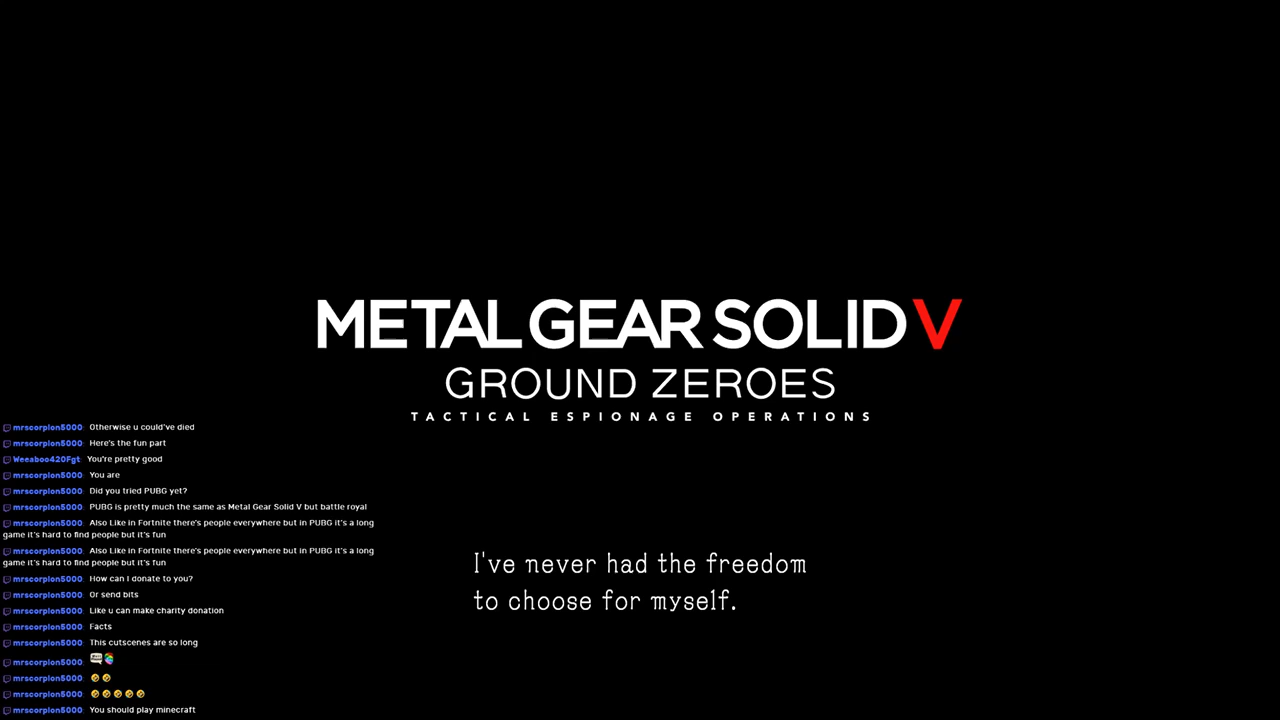 METAL GEAR SOLID V
GROUND ZEROES
TACTICAL ESPIONAGE OPERATIONS
mrscorpion5000: Otherwise u could've died
mrscorpion5000: Here's the fun part
Weeaboo420Fgt: You're pretty good
mrscorpion5000: You are
mrscorpion5000: Did you tried PUBG yet?
mrscorpion5000: PUBG is pretty much the same as Metal Gear Solid V but battle royal
mrscorpion5000: Also Like in Fortnite there's people everywhere but in PUBG it's a long
game it's hard to find people but it's fun
mrscorpion5000: Also Like in Fortnite there's people everywhere but in PUBG it's a long
game it's hard to find people but it's fun
mrscorpion5000: How can I donate to you?
mrscorpion5000: Or send bits
mrscorpion5000: Like u can make charity donation
mrscorpion5000: Facts
mrscorpion5000: This cutscenes are so long
mrscorpion5000:
mrscorpion5000:
mrscorpion5000:
mrscorpion5000: You should play minecraft
I've never had the freedom
to choose for myself.